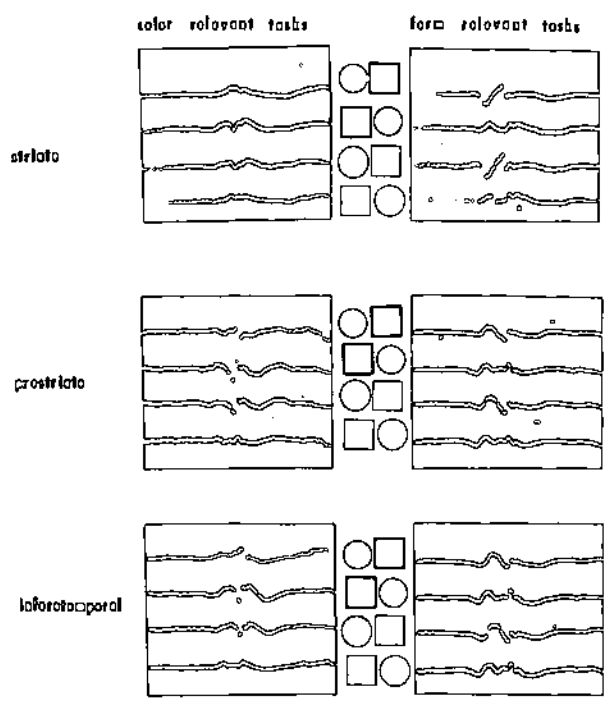 color relevant tasks
form relevant tasks
striate
prestriate
inferotemporal